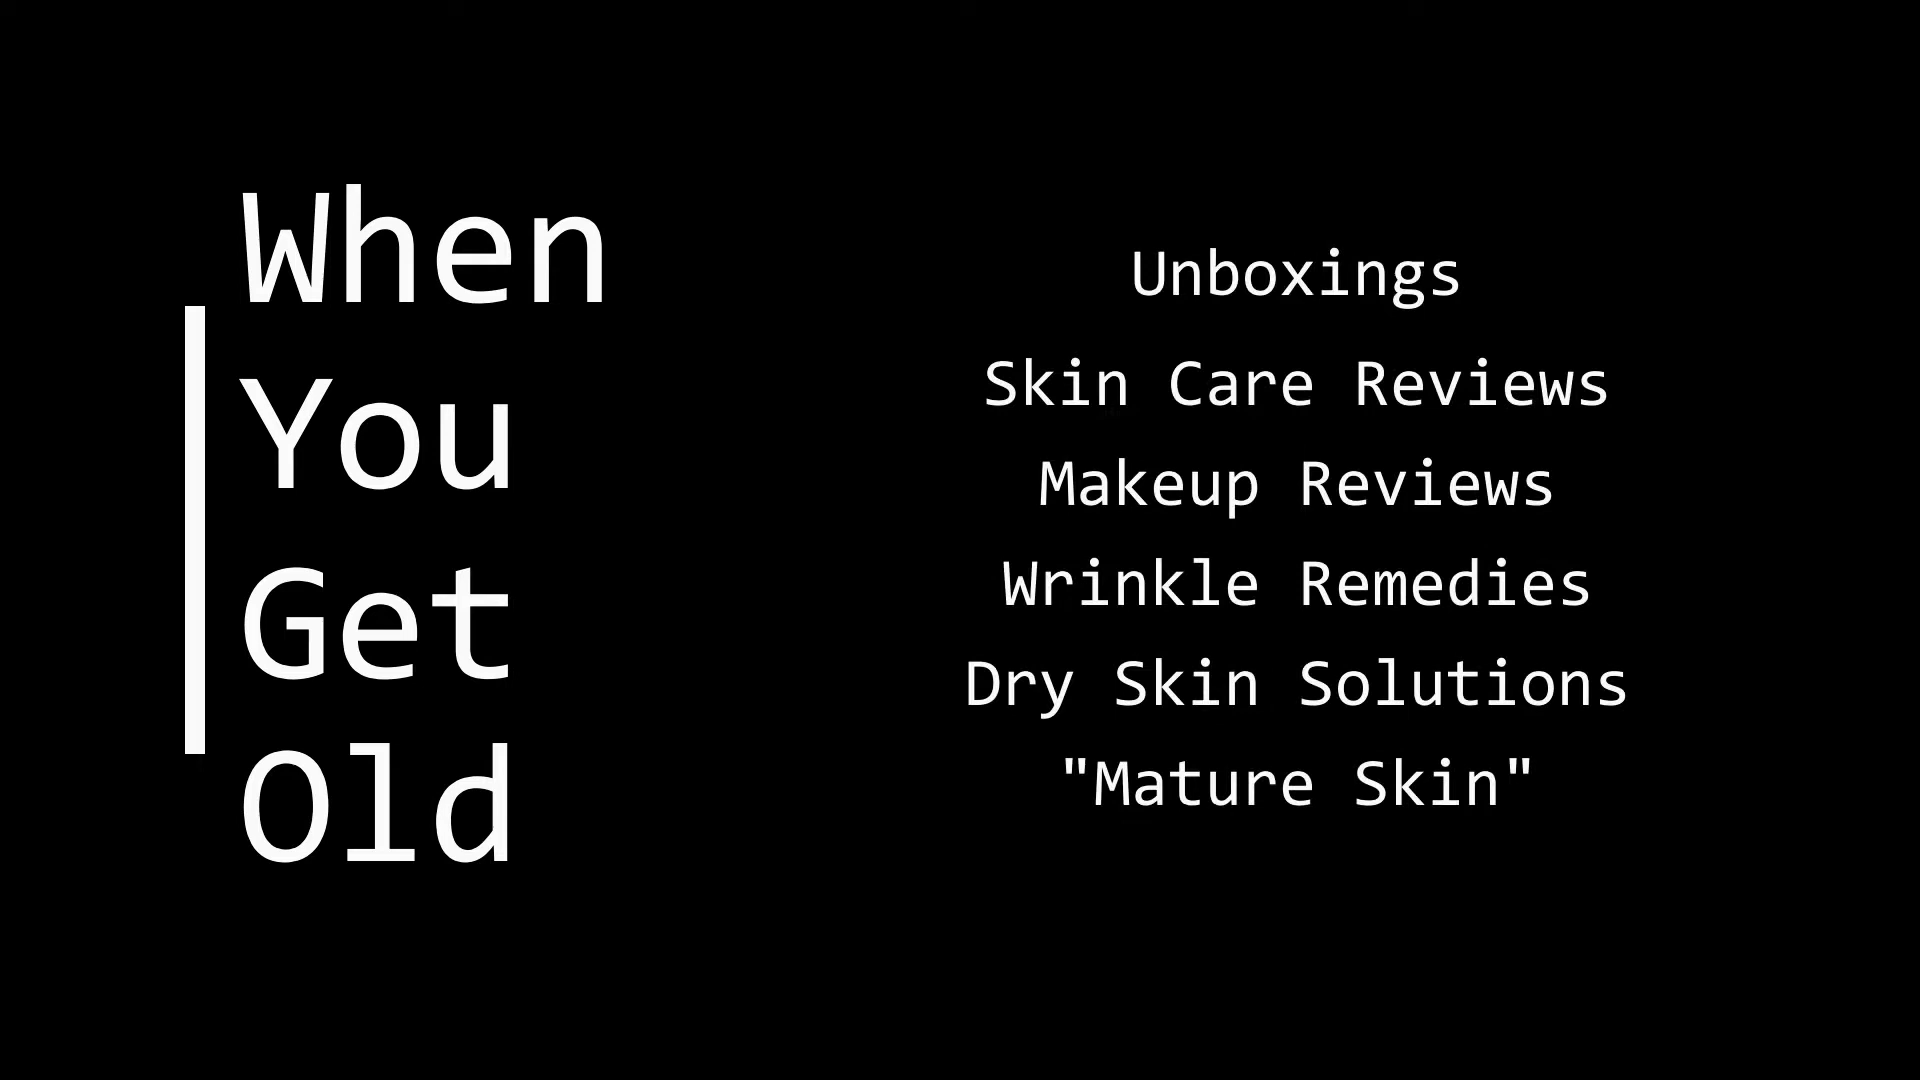 When
You
Get
Old
Unboxings
Skin Care Reviews
Makeup Reviews
Wrinkle Remedies
Dry Skin Solutions
"Mature Skin"